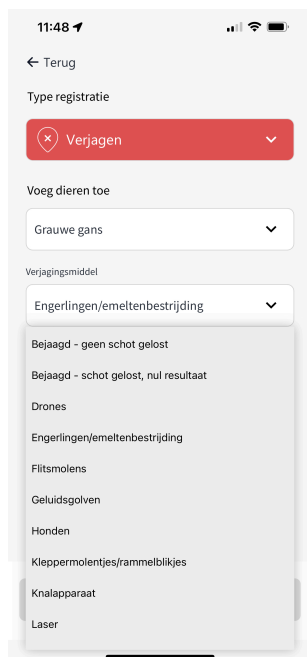 11:48
Terug
Type registratie
Verjagen
Voeg dieren toe
Grauwe gans
Verjagingsmiddel
Engerlingen/emeltenbestrijding
Bejaagd - geen schot gelost
Bejaagd - schot gelost, nul resultaat
Drones
Engerlingen/emeltenbestrijding
Flitsmolens
Geluidsgolven
Honden
Kleppermolentjes/rammelblikjes
Knalapparaat
Laser